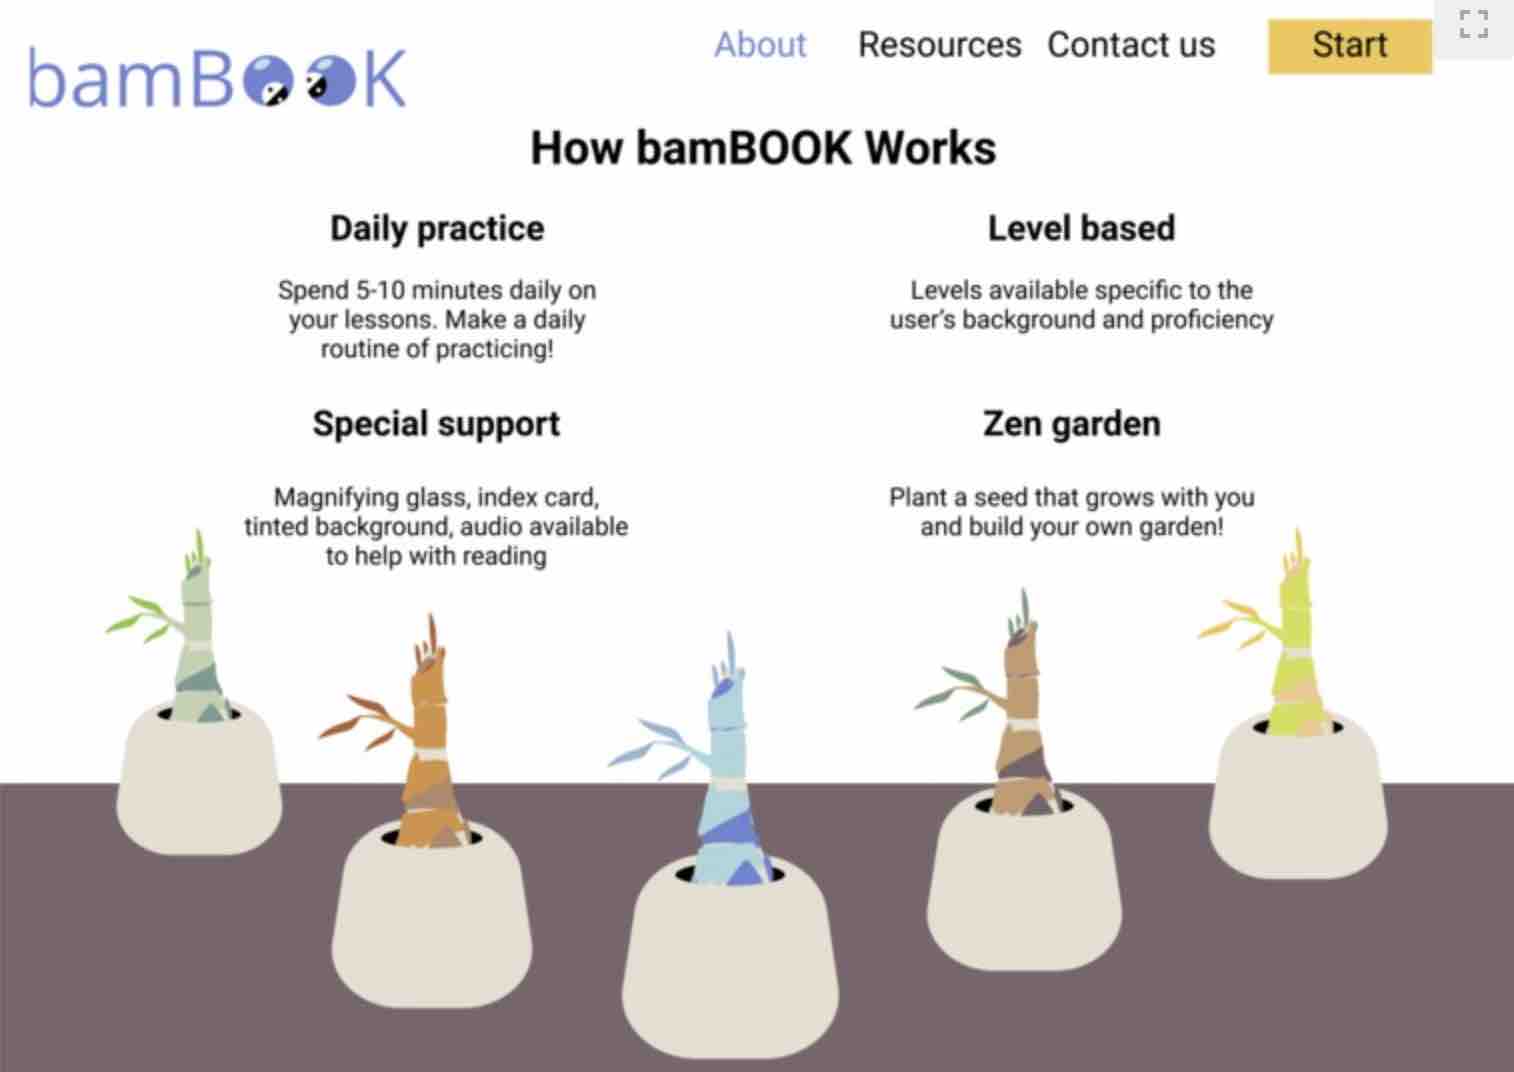 bamBOOK
About Resources Contact us Start
How bamBOOK Works
Daily practice
Spend 5-10 minutes daily on
your lessons. Make a daily
routine of practicing!
Level based
Levels available specific to the
user's background and proficiency
Special support
Magnifying glass, index card,
tinted background, audio available
to help with reading
Zen garden
Plant a seed that grows with you
and build your own garden!